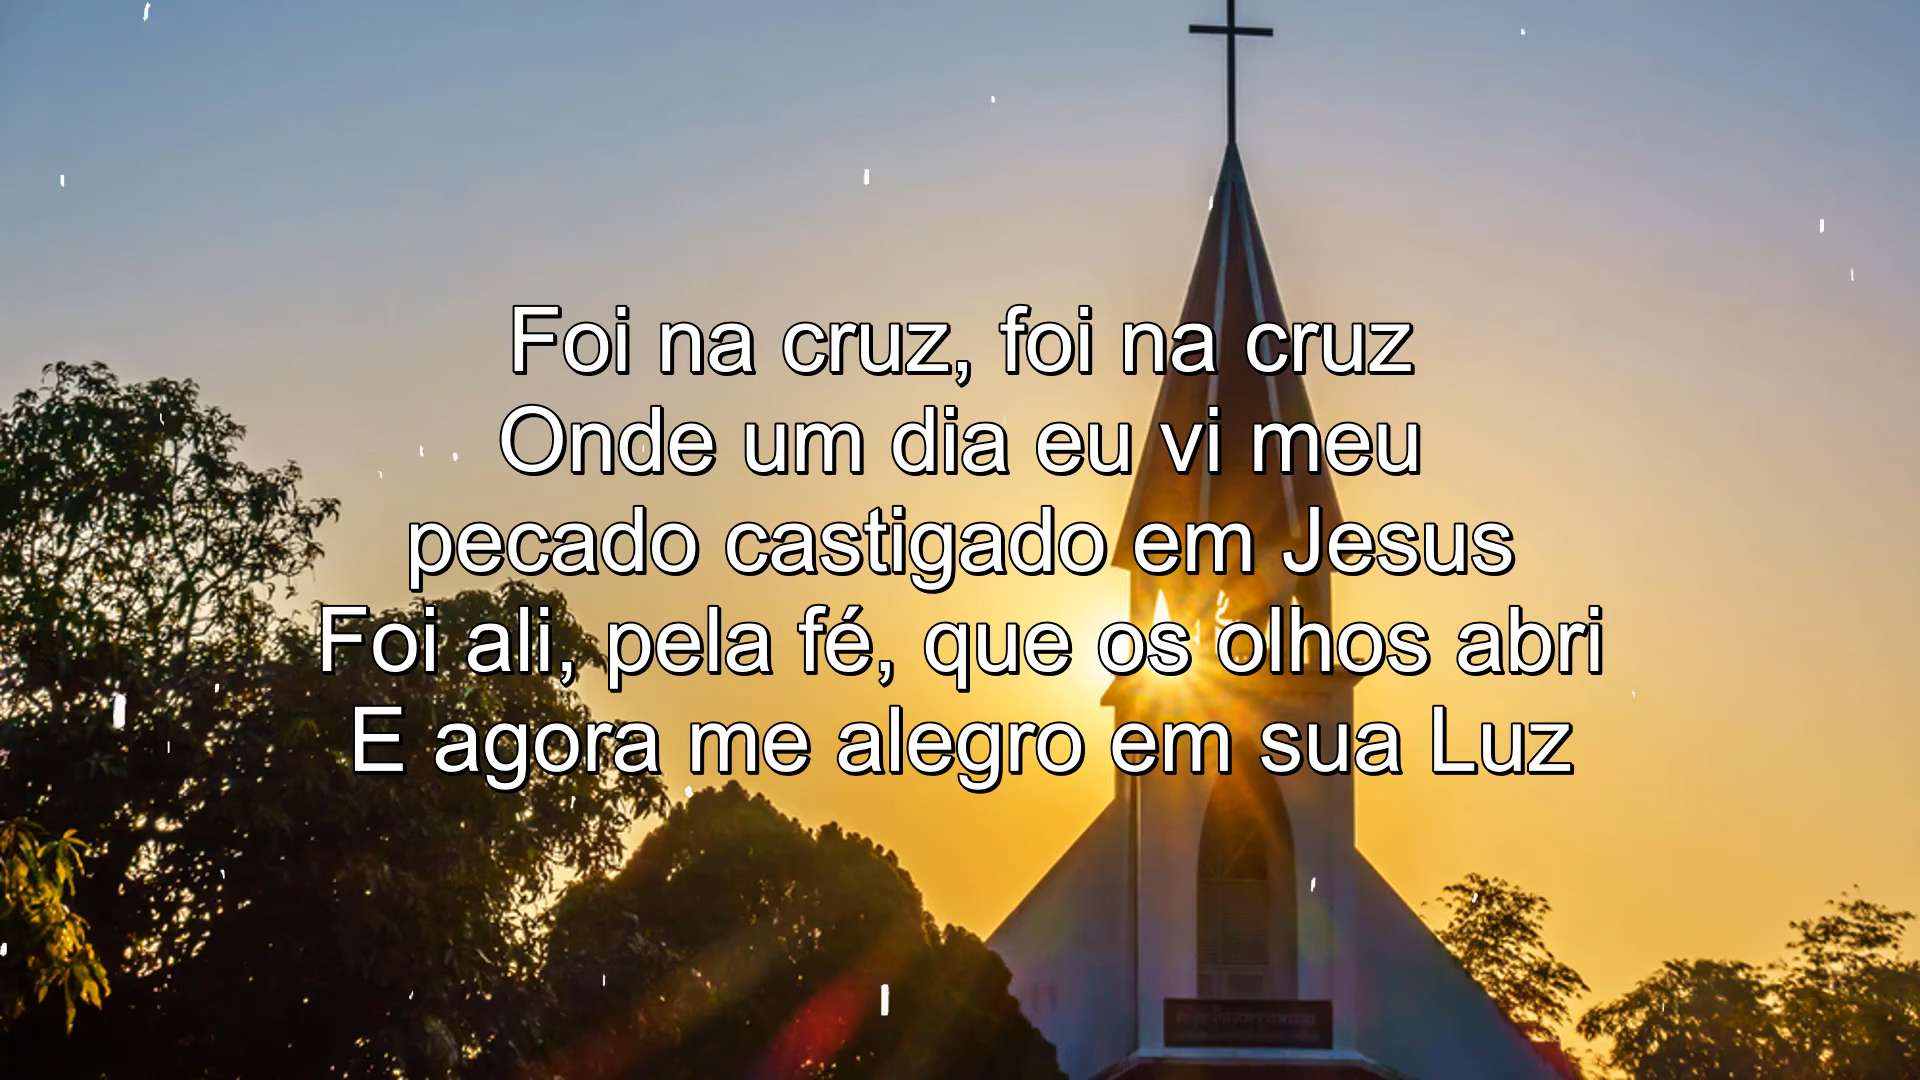 Foi na cruz, foi na cruz
Onde um dia eu vi meu
pecado castigado em Jesus
Foi ali, pela fé, que os olhos abri
E agora me alegro em sua Luz